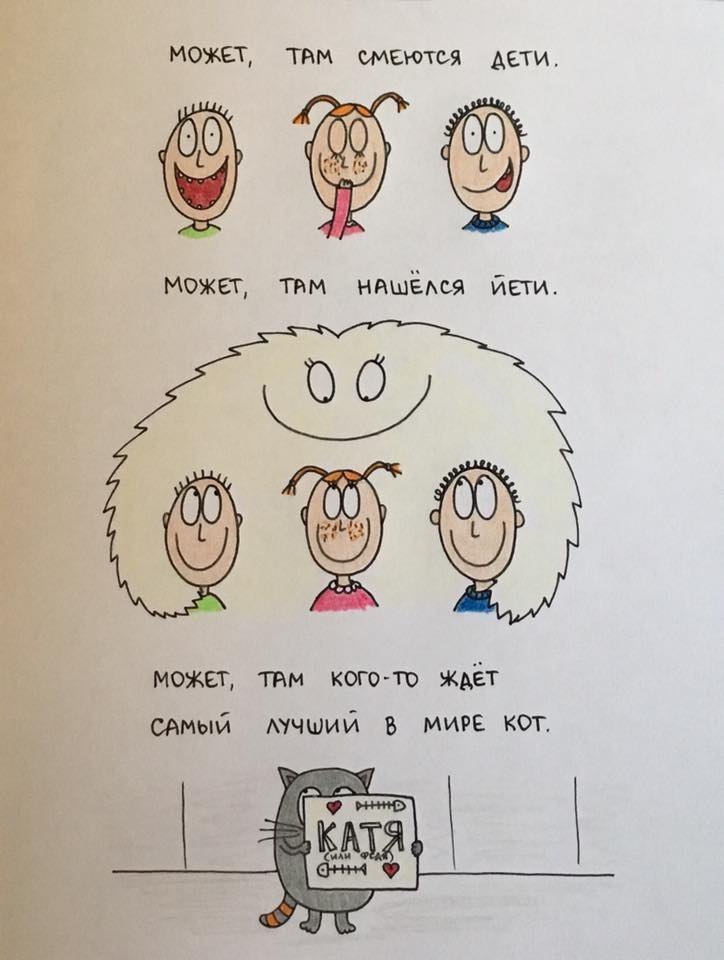 МОЖЕТ, ТАМ СМЕЮТСЯ ДЕТИ.
МОЖЕТ, ТАМ НАШЁЛСЯ ЙЕТИ.
МОЖЕТ, ТАМ КОГО-ТО ЖДЁТ
САМЫЙ ЛУЧШИЙ В МИРЕ КОТ.
КАТЯ
(ИЛИ ФЕДЯ)